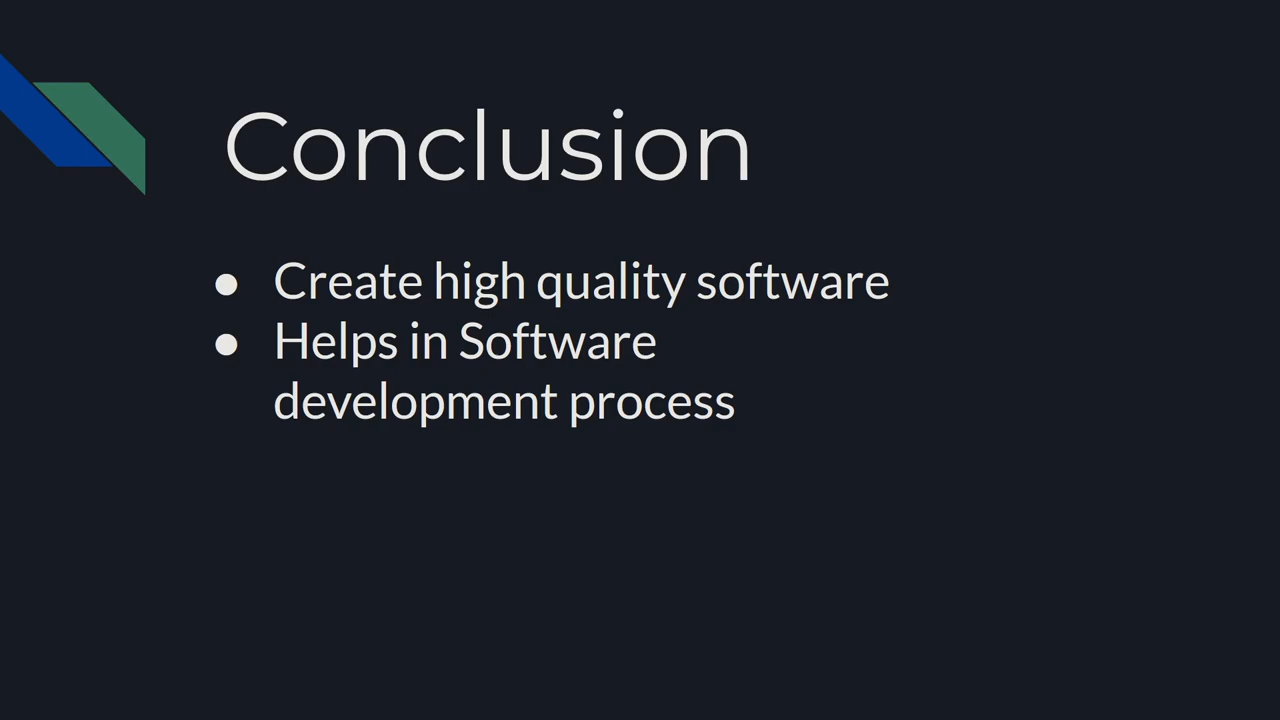 Conclusion
● Create high quality software
● Helps in Software
development process